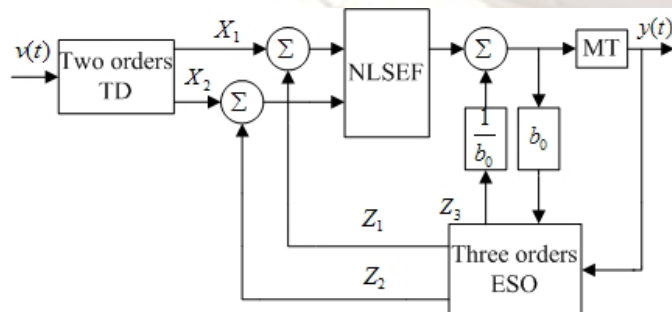 v(t)
Two orders
TD
X₁
X₂
Σ
Σ
NLSEF
Σ
MT
y(t)
1
b₀
b₀
Z₁
Z₂
Z₃
Three orders
ESO